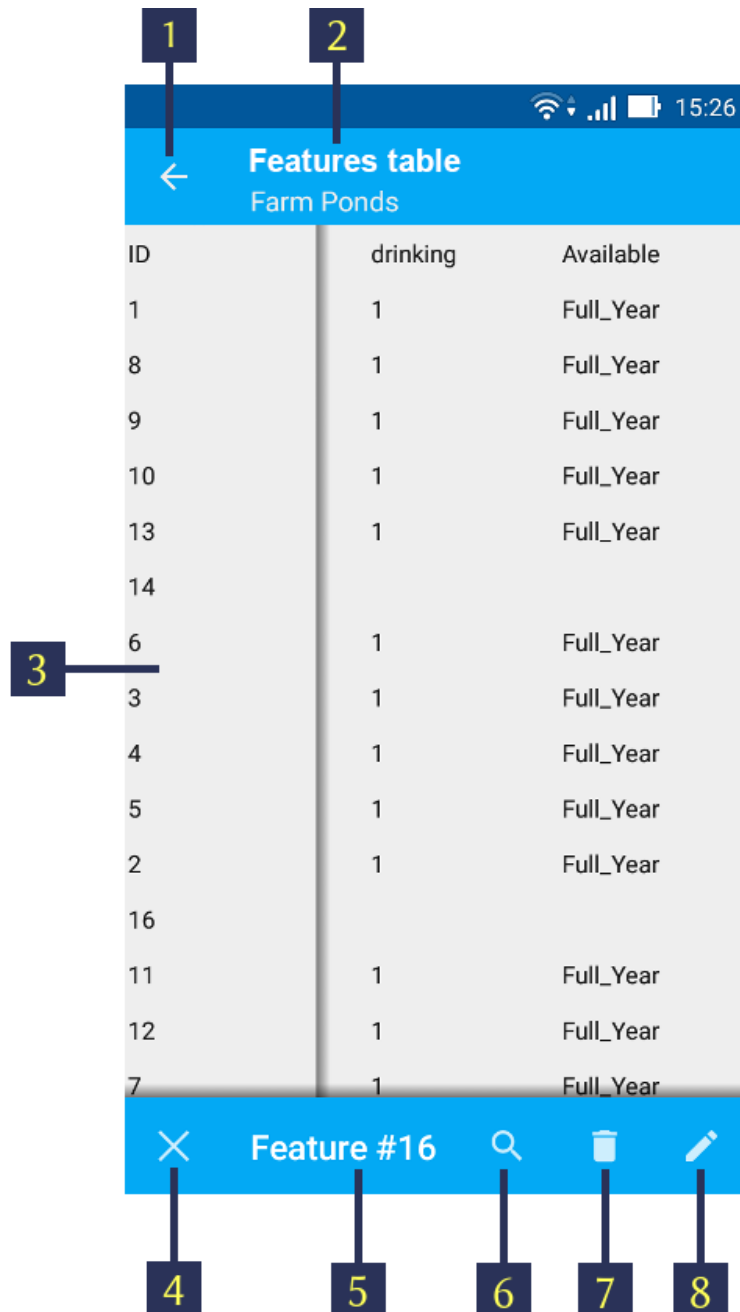 1 2
15:26
Features table
Farm Ponds
ID drinking Available
1 1 Full_Year
8 1 Full_Year
9 1 Full_Year
10 1 Full_Year
13 1 Full_Year
14
6 1 Full_Year
3
3 1 Full_Year
4 1 Full_Year
5 1 Full_Year
2 1 Full_Year
16
11 1 Full_Year
12 1 Full_Year
7 1 Full_Year
Feature #16
4 5 6 7 8